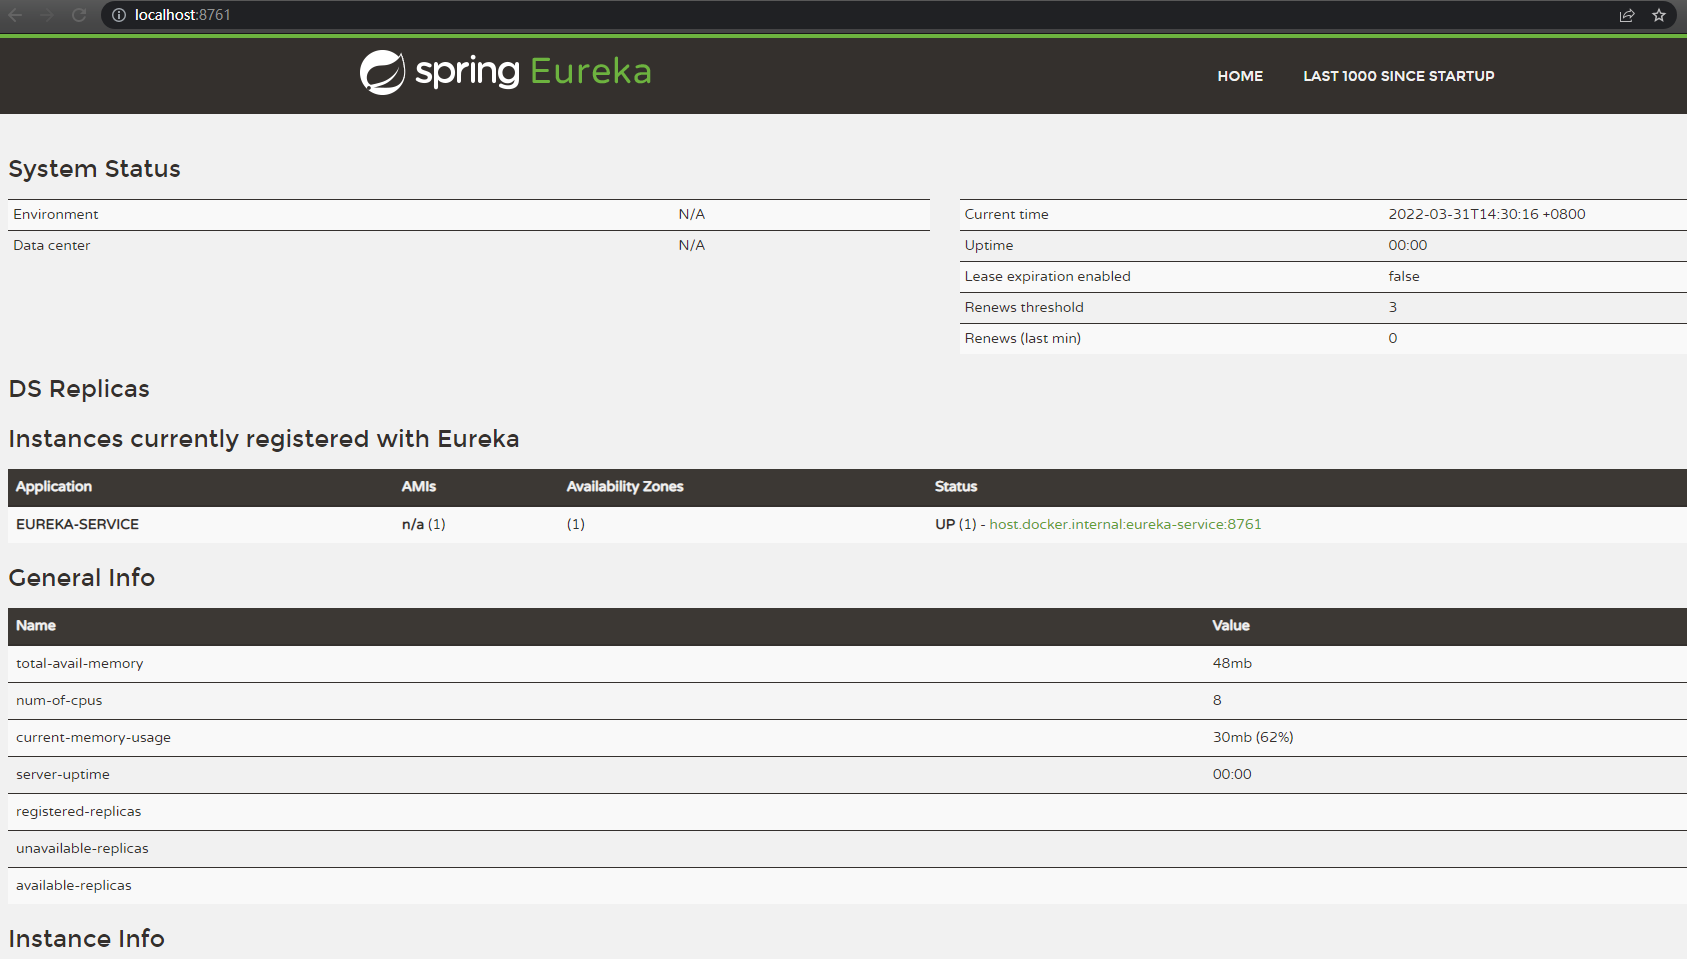 localhost:8761
spring Eureka
HOME LAST 1000 SINCE STARTUP
System Status
Environment N/A
Data center N/A
Current time 2022-03-31T14:30:16 +0800
Uptime 00:00
Lease expiration enabled false
Renews threshold 3
Renews (last min) 0
DS Replicas
Instances currently registered with Eureka
Application AMIs Availability Zones Status
EUREKA-SERVICE n/a (1) (1) UP (1) - host.docker.internal:eureka-service:8761
General Info
Name Value
total-avail-memory 48mb
num-of-cpus 8
current-memory-usage 30mb (62%)
server-uptime 00:00
registered-replicas
unavailable-replicas
available-replicas
Instance Info